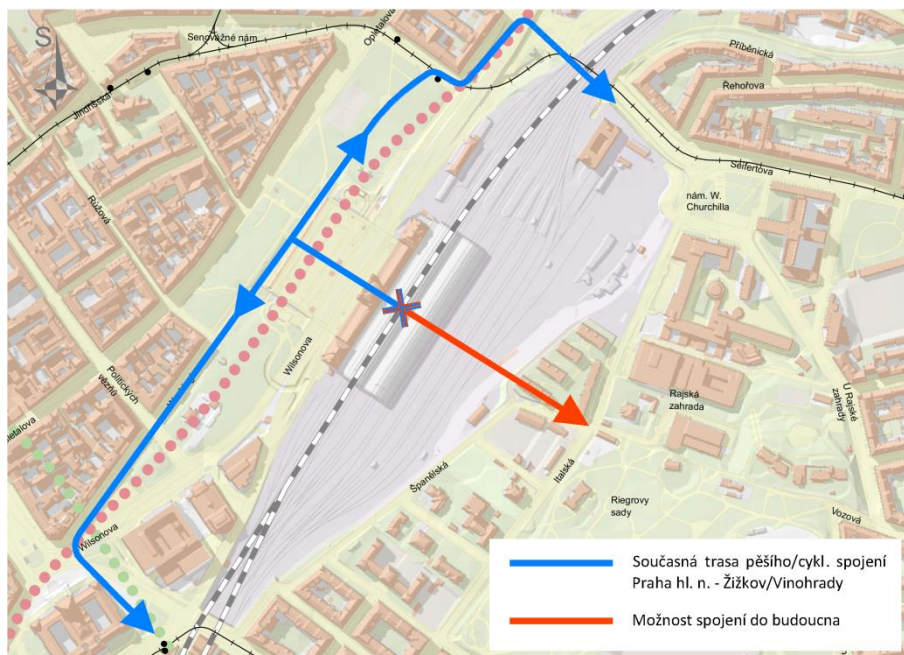 Senovážné nám.
Opletalova
S
Příběnická
Řehořova
Jindřišská
Seifertova
nám. W.
Churchilla
Růžová
Wilsonova
Politických
vězňů
Rajská
zahrada
U Rajské
zahrady
Italská
Španělská
Riegrovy
sady
Vozová
Wilsonova
Současná trasa pěšího/cykl. spojení
Praha hl. n. - Žižkov/Vinohrady
Možnost spojení do budoucna